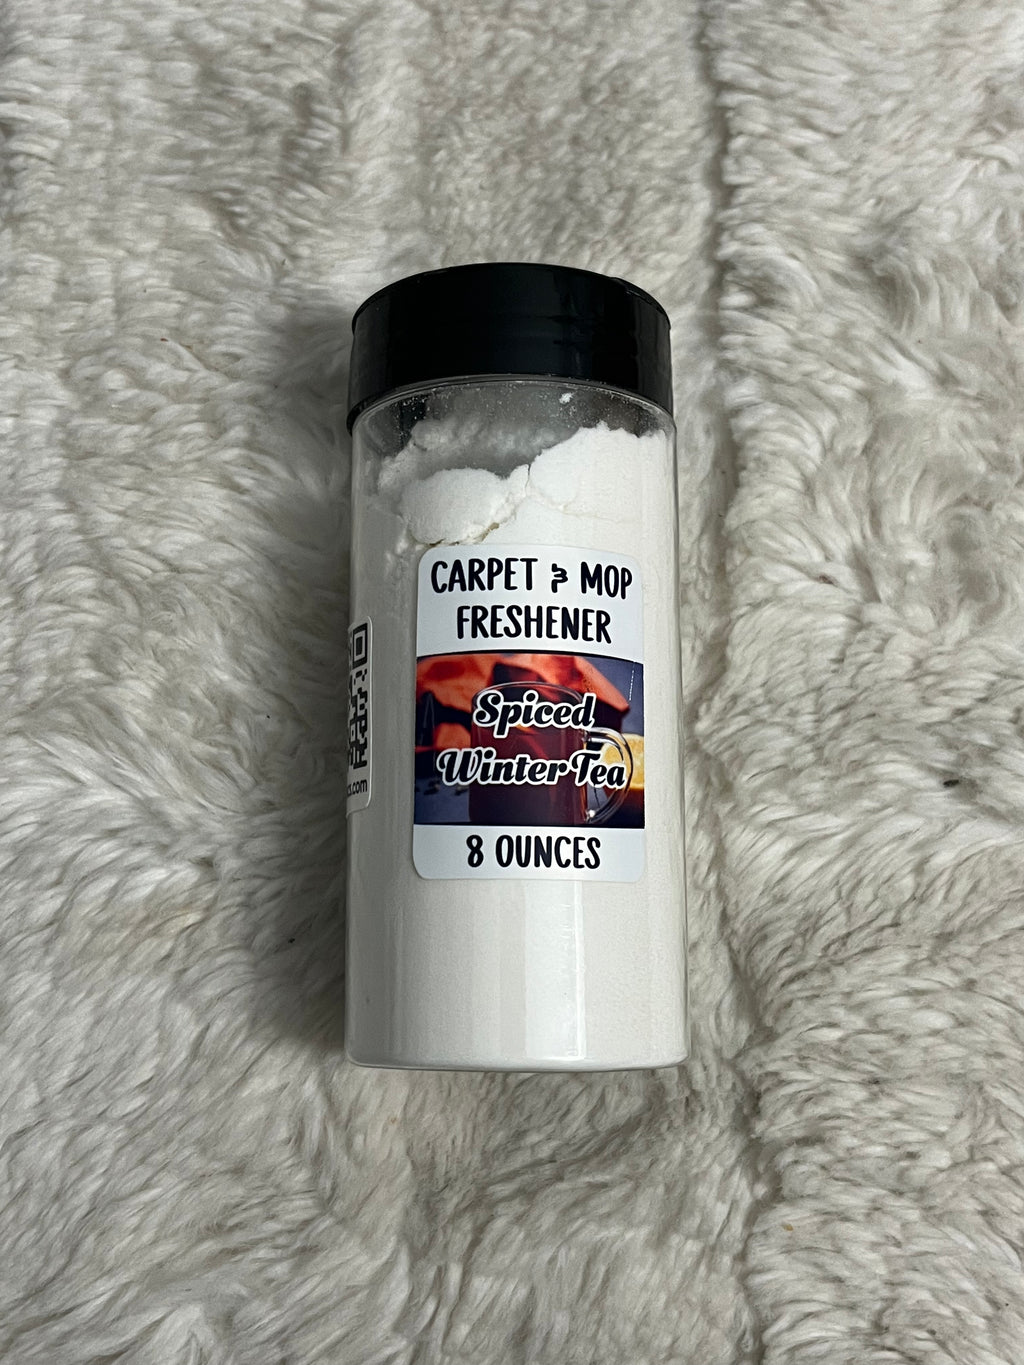 CARPET & MOP
FRESHENER
Spiced
Winter Tea
8 OUNCES